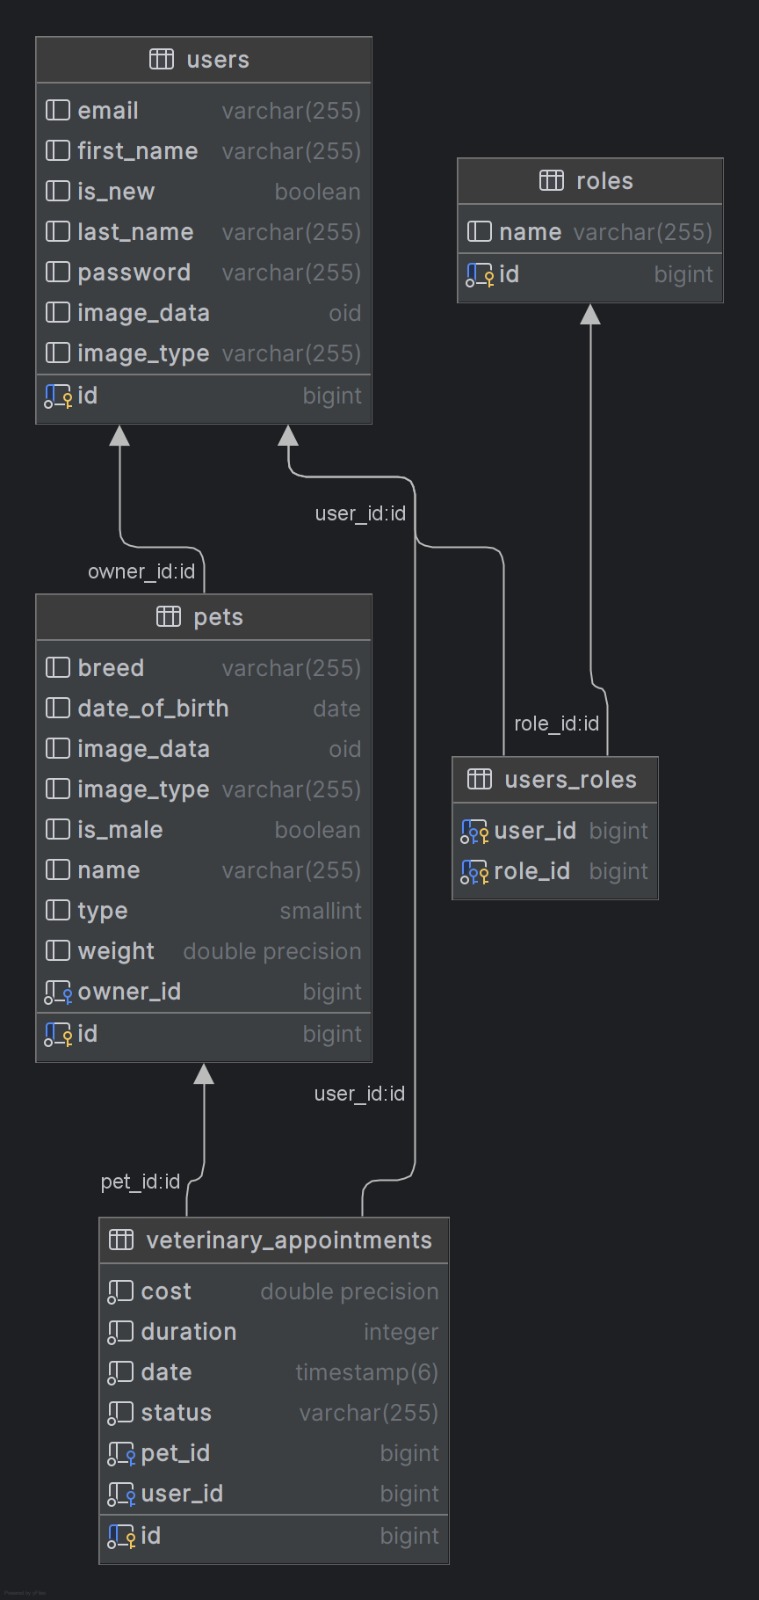 users
email varchar(255)
first_name varchar(255)
is_new boolean
last_name varchar(255)
password varchar(255)
image_data oid
image_type varchar(255)
id bigint
roles
name varchar(255)
id bigint
user_id:id
owner_id:id
pets
breed varchar(255)
date_of_birth date
image_data oid
image_type varchar(255)
is_male boolean
name varchar(255)
type smallint
weight double precision
owner_id bigint
id bigint
role_id:id
users_roles
user_id bigint
role_id bigint
user_id:id
pet_id:id
veterinary_appointments
cost double precision
duration integer
date timestamp(6)
status varchar(255)
pet_id bigint
user_id bigint
id bigint